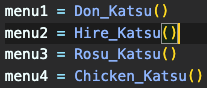 menu1 = Don_Katsu()
menu2 = Hire_Katsu()
menu3 = Rosu_Katsu()
menu4 = Chicken_Katsu()